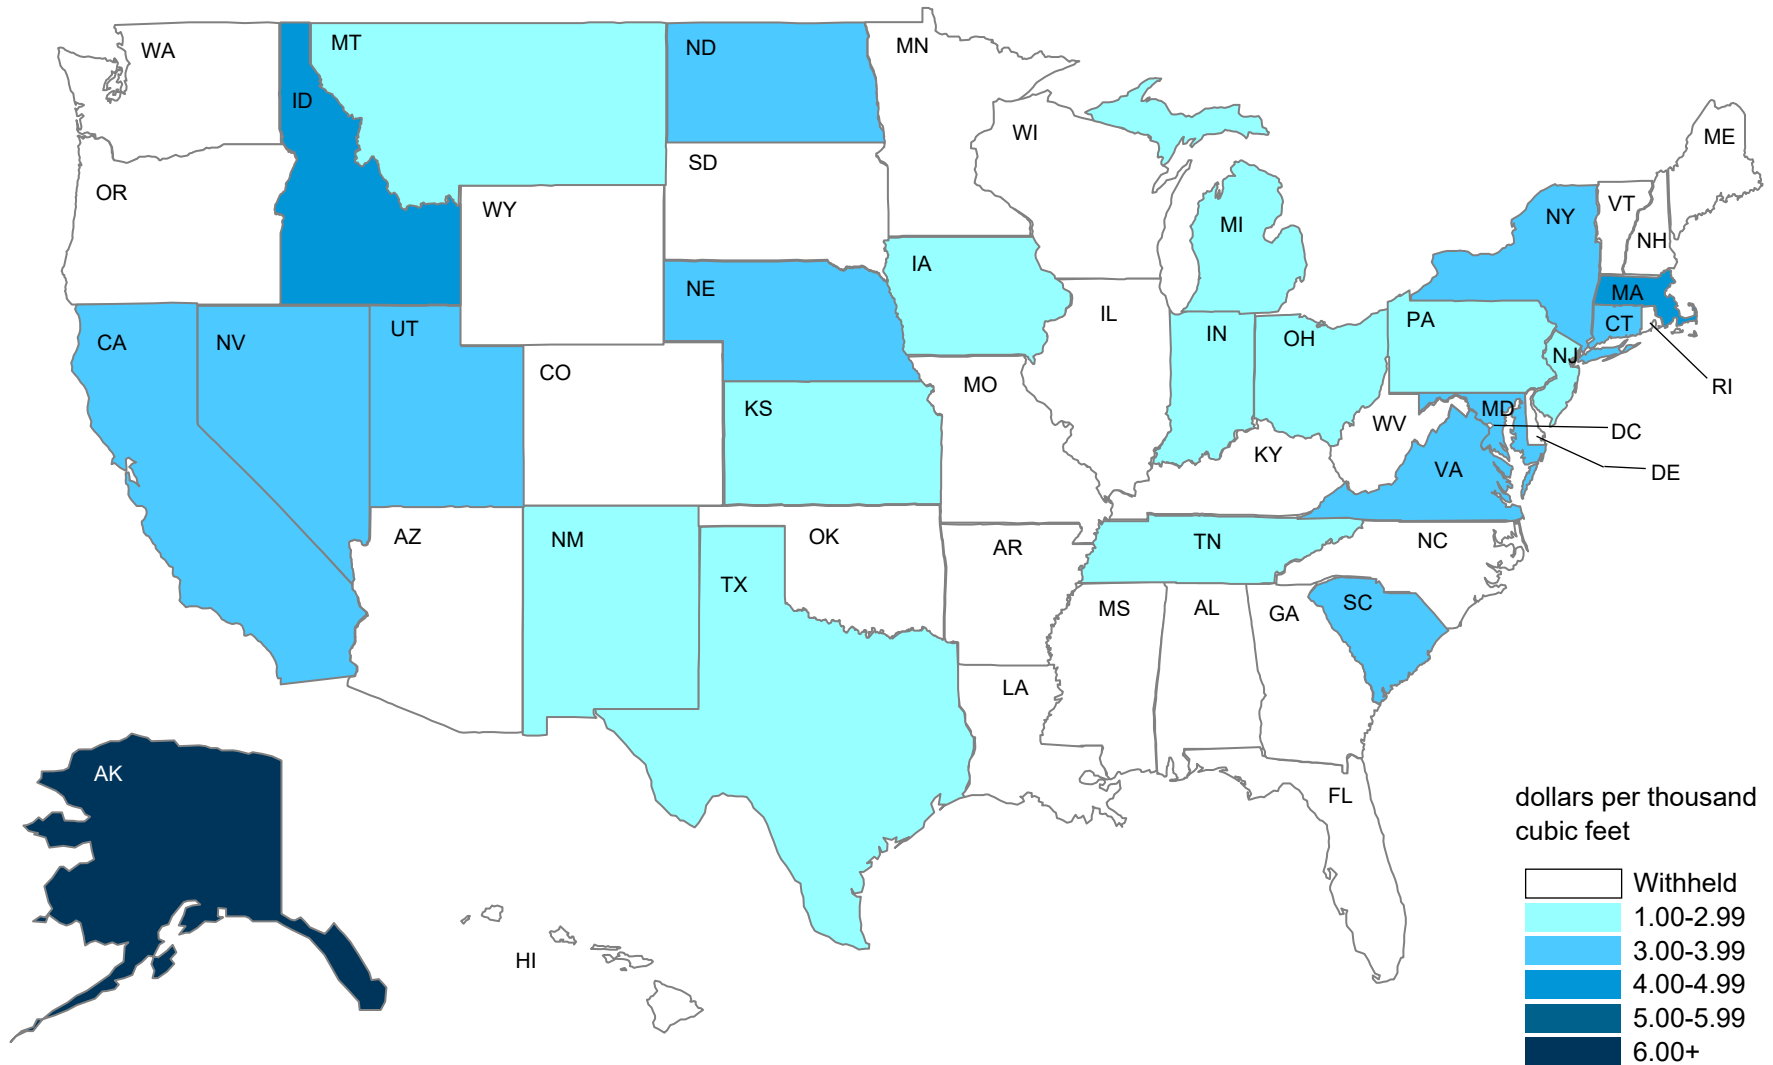 WA
MT
ND
MN
ID
WI
ME
SD
OR
WY
VT
NY
NH
MI
IA
NE
MA
IL
PA
CT
CA
NV
UT
IN
OH
NJ
CO
MO
RI
KS
MD
WV
DC
KY
VA
DE
AZ
NM
OK
AR
TN
NC
TX
MS
AL
GA
SC
LA
AK
FL
HI
dollars per thousand
cubic feet
Withheld
1.00-2.99
3.00-3.99
4.00-4.99
5.00-5.99
6.00+